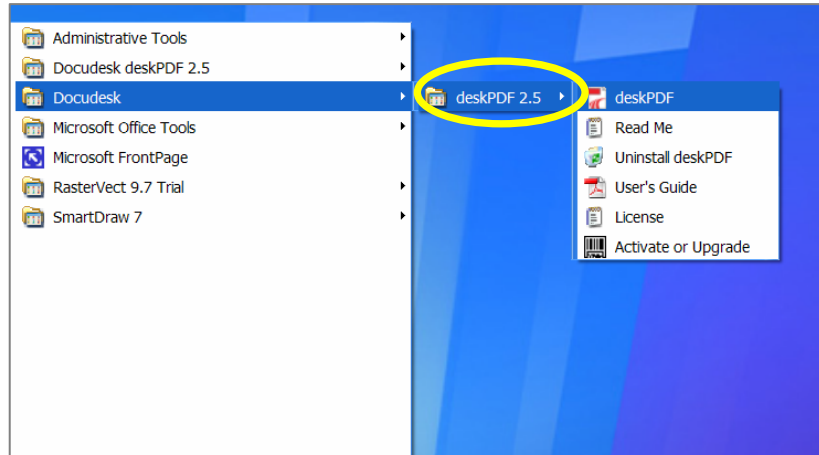 Administrative Tools
Docudesk deskPDF 2.5
Docudesk
Microsoft Office Tools
Microsoft FrontPage
RasterVect 9.7 Trial
SmartDraw 7
deskPDF 2.5
deskPDF
Read Me
Uninstall deskPDF
User's Guide
License
Activate or Upgrade